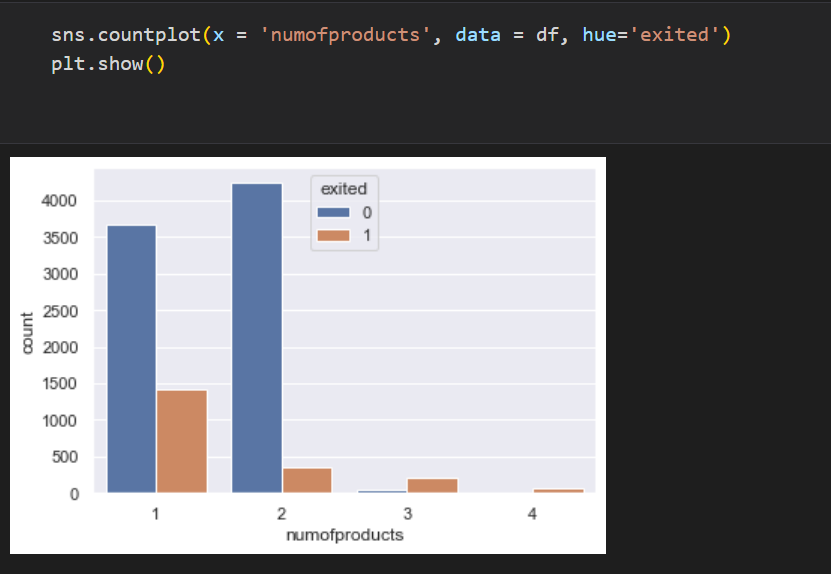 sns.countplot(x = 'numofproducts', data = df, hue='exited')
plt.show()
exited
0
1
4000
3500
3000
2500
2000
1500
1000
500
0
count
1 2 3 4
numofproducts